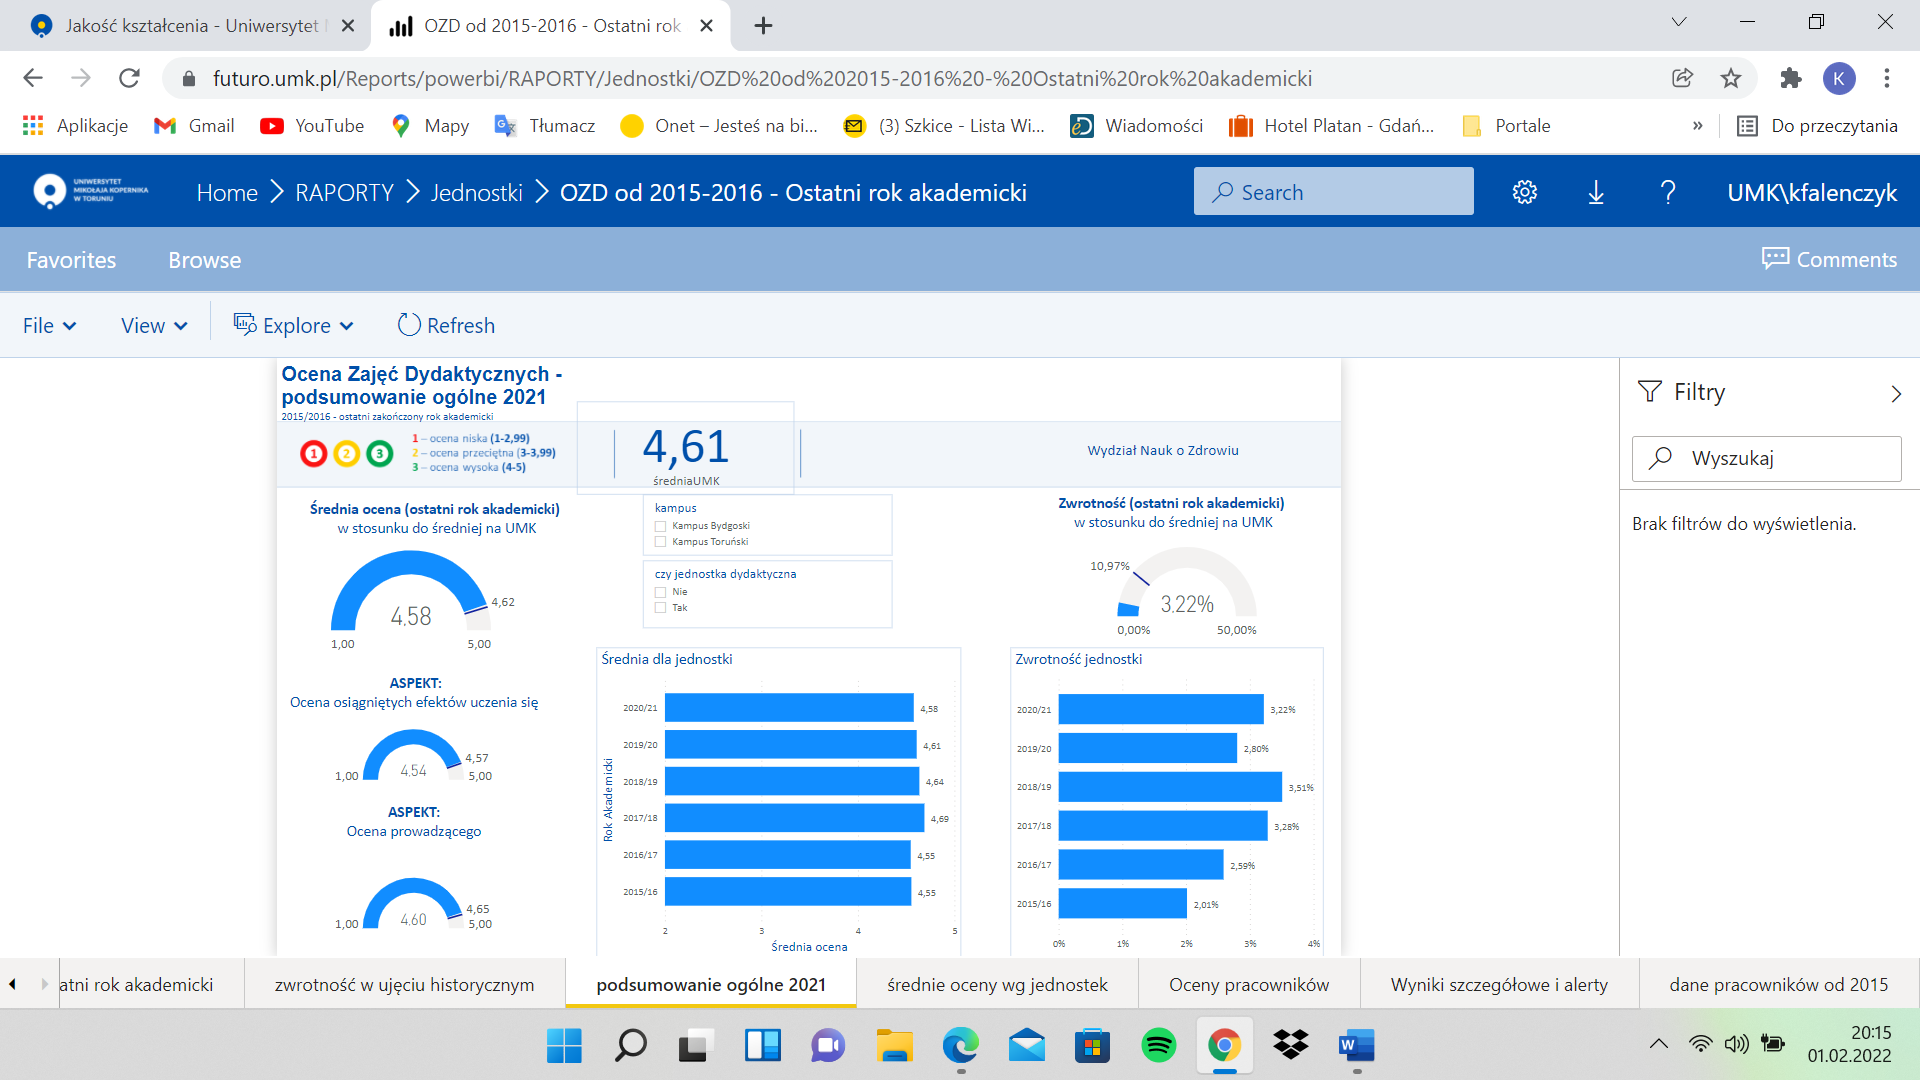 Jakość kształcenia - Uniwersytet
OZD od 2015-2016 - Ostatni rok
futuro.umk.pl/Reports/powerbi/RAPORTY/Jednostki/OZD%20od%202015-2016%20-%20Ostatni%20rok%20akademicki
K
Aplikacje
Gmail
YouTube
Mapy
Tłumacz
Onet – Jesteś na bi...
(3) Szkice - Lista Wi...
Wiadomości
Hotel Platan - Gdań...
Portale
»
Do przeczytania
UNIWERSYTET
MIKOŁAJA KOPERNIKA
W TORUNIU
Home > RAPORTY > Jednostki > OZD od 2015-2016 - Ostatni rok akademicki
Search
?
UMK\kfalenczyk
Favorites
Browse
Comments
File
View
Explore
Refresh
Ocena Zajęć Dydaktycznych -
podsumowanie ogólne 2021
2015/2016 - ostatni zakończony rok akademicki
1 2 3
1 – ocena niska (1-2,99)
2 – ocena przeciętna (3-3,99)
3 – ocena wysoka (4-5)
4,61
średniaUMK
Wydział Nauk o Zdrowiu
Średnia ocena (ostatni rok akademicki)
w stosunku do średniej na UMK
4,62
4,58
1,00
5,00
kampus
Kampus Bydgoski
Kampus Toruński
czy jednostka dydaktyczna
Nie
Tak
Zwrotność (ostatni rok akademicki)
w stosunku do średniej na UMK
10,97%
3,22%
0,00%
50,00%
ASPEKT:
Ocena osiągniętych efektów uczenia się
4,57
4,54
1,00
5,00
ASPEKT:
Ocena prowadzącego
4,65
4,60
1,00
5,00
Średnia dla jednostki
Rok Akademicki
2020/21 4,58
2019/20 4,61
2018/19 4,64
2017/18 4,69
2016/17 4,55
2015/16 4,55
2 3 4 5
Średnia ocena
Zwrotność jednostki
2020/21 3,22%
2019/20 2,80%
2018/19 3,51%
2017/18 3,28%
2016/17 2,59%
2015/16 2,01%
0% 1% 2% 3% 4%
Filtry
Wyszukaj
Brak filtrów do wyświetlenia.
atni rok akademicki
zwrotność w ujęciu historycznym
podsumowanie ogólne 2021
średnie oceny wg jednostek
Oceny pracowników
Wyniki szczegółowe i alerty
dane pracowników od 2015
W
20:15
01.02.2022